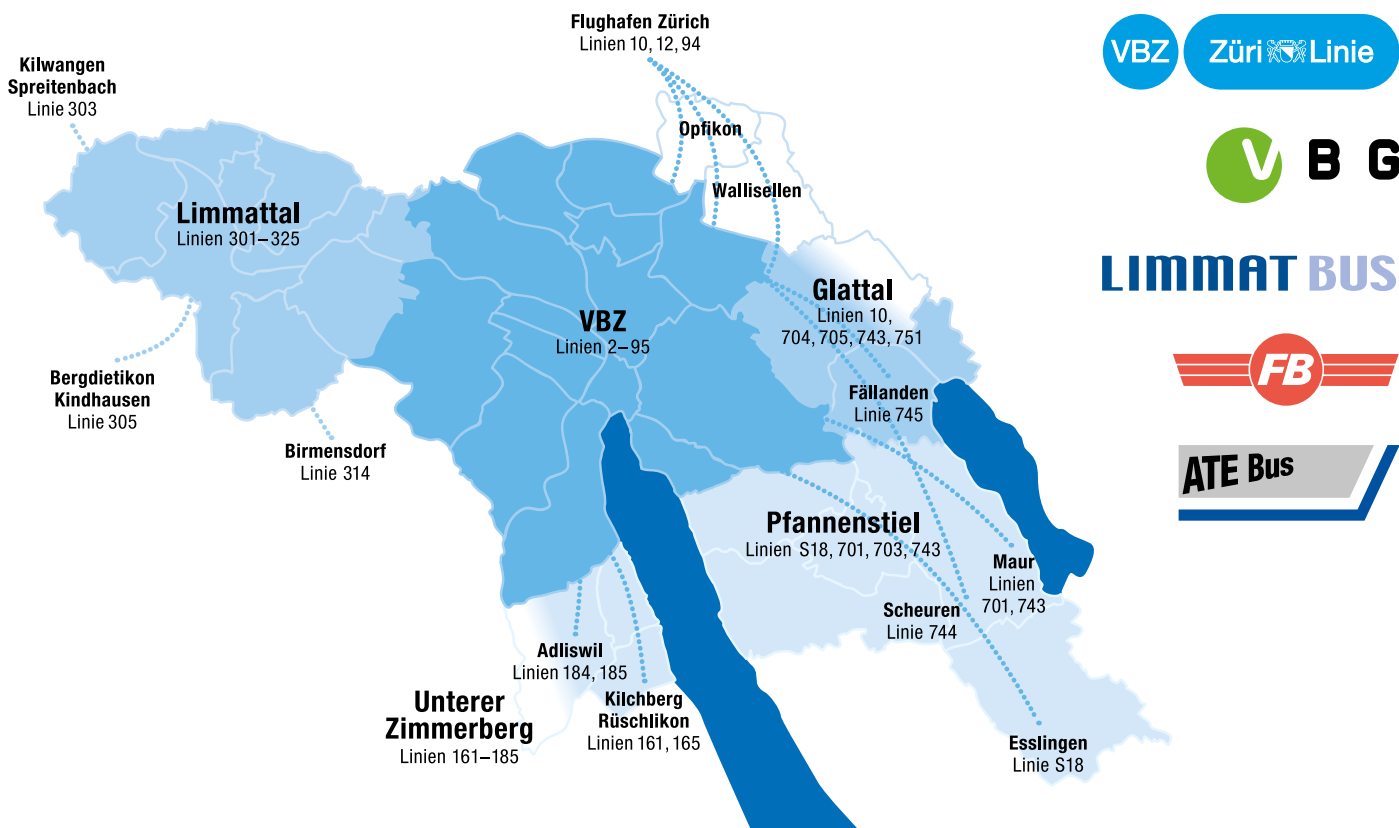 Flughafen Zürich
Linien 10, 12, 94
Kilwangen
Spreitenbach
Linie 303
Opfikon
Wallisellen
Limmattal
Linien 301–325
Glattal
Linien 10,
704, 705, 743, 751
VBZ
Linien 2–95
Bergdietikon
Kindhausen
Linie 305
Fällanden
Linie 745
Birmensdorf
Linie 314
Pfannenstiel
Linien S18, 701, 703, 743
Maur
Linien
701, 743
Scheuren
Linie 744
Adliswil
Linien 184, 185
Unterer
Zimmerberg
Linien 161–185
Kilchberg
Rüschlikon
Linien 161, 165
Esslingen
Linie S18
VBZ Züri Linie
V B G
LIMMAT BUS
FB
ATE Bus